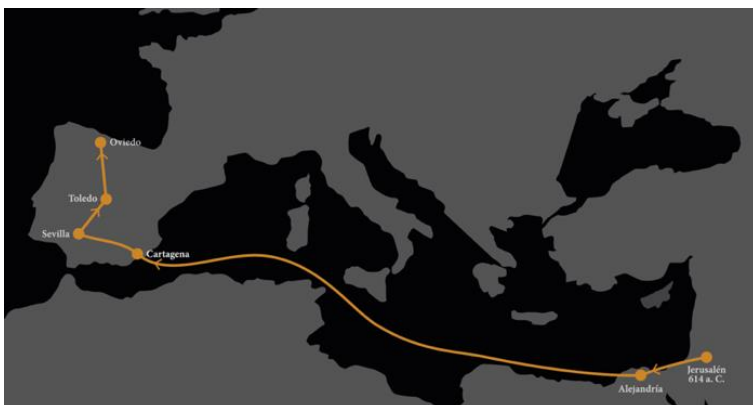 Oviedo
Toledo
Sevilla
Cartagena
Jerusalén
614 a. C.
Alejandría